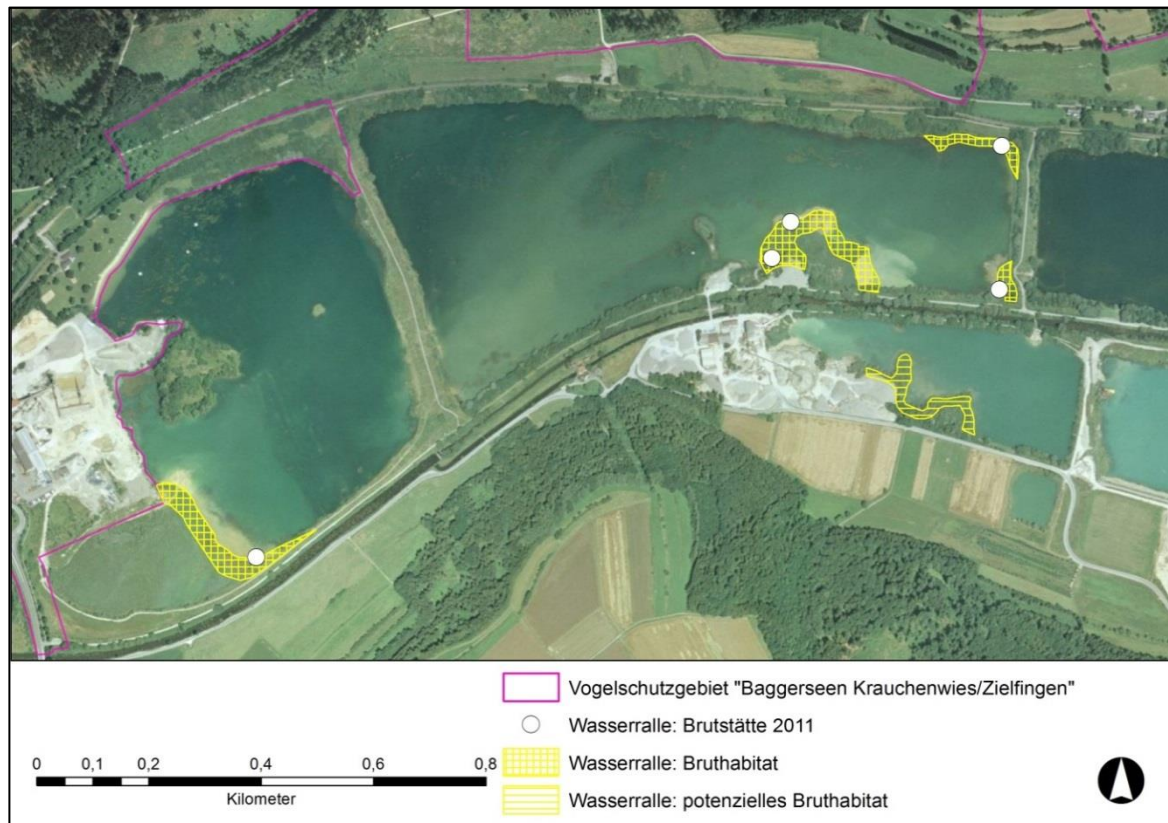 Vogelschutzgebiet "Baggerseen Krauchenwies/Zielfingen"
Wasserralle: Brutstätte 2011
Wasserralle: Bruthabitat
Wasserralle: potenzielles Bruthabitat
0 0,1 0,2 0,4 0,6 0,8
Kilometer